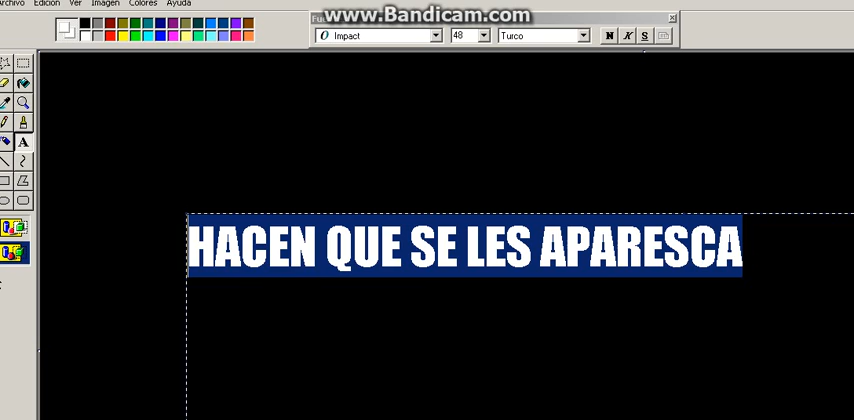 www.Bandicam.com
Archivo Edición Ver Imagen Colores Ayuda
Impact 48 Turco N K S
A
HACEN QUE SE LES APARESCA